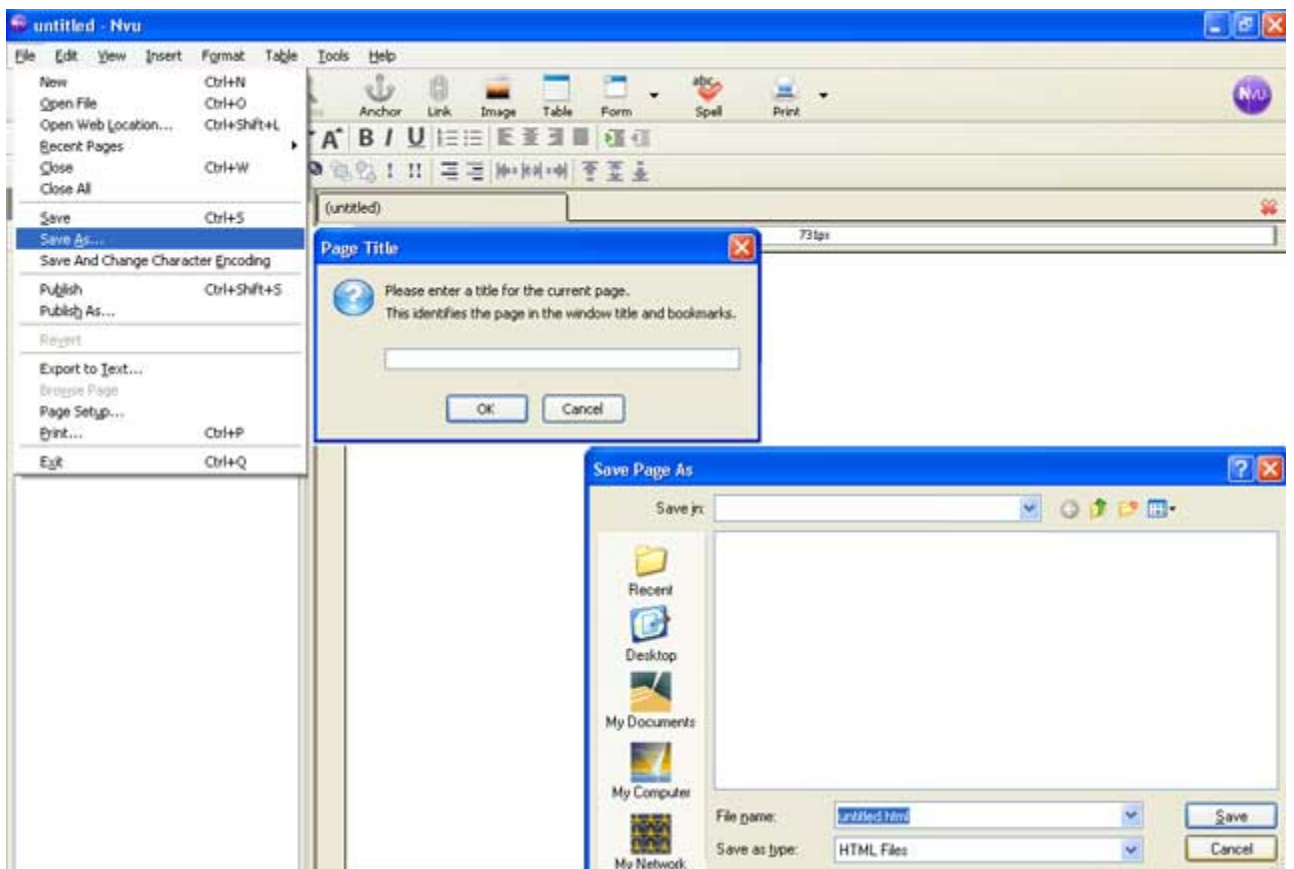 untitled - Nvu
File Edit View Insert Format Table Tools Help
New Ctrl+N
Open File Ctrl+O
Open Web Location... Ctrl+Shift+L
Recent Pages
Close Ctrl+W
Close All
Save Ctrl+S
Save As...
Save And Change Character Encoding
Publish Ctrl+Shift+S
Publish As...
Revert
Export to Text...
Browse Page
Page Setup...
Print... Ctrl+P
Exit Ctrl+Q
Anchor Link Image Table Form Spell Print
abc
NVU
A B I U
(untitled)
731px
Page Title
Please enter a title for the current page.
This identifies the page in the window title and bookmarks.
OK Cancel
Save Page As
Save in:
Recent
Desktop
My Documents
My Computer
My Network
File name: untitled.html Save
Save as type: HTML Files Cancel